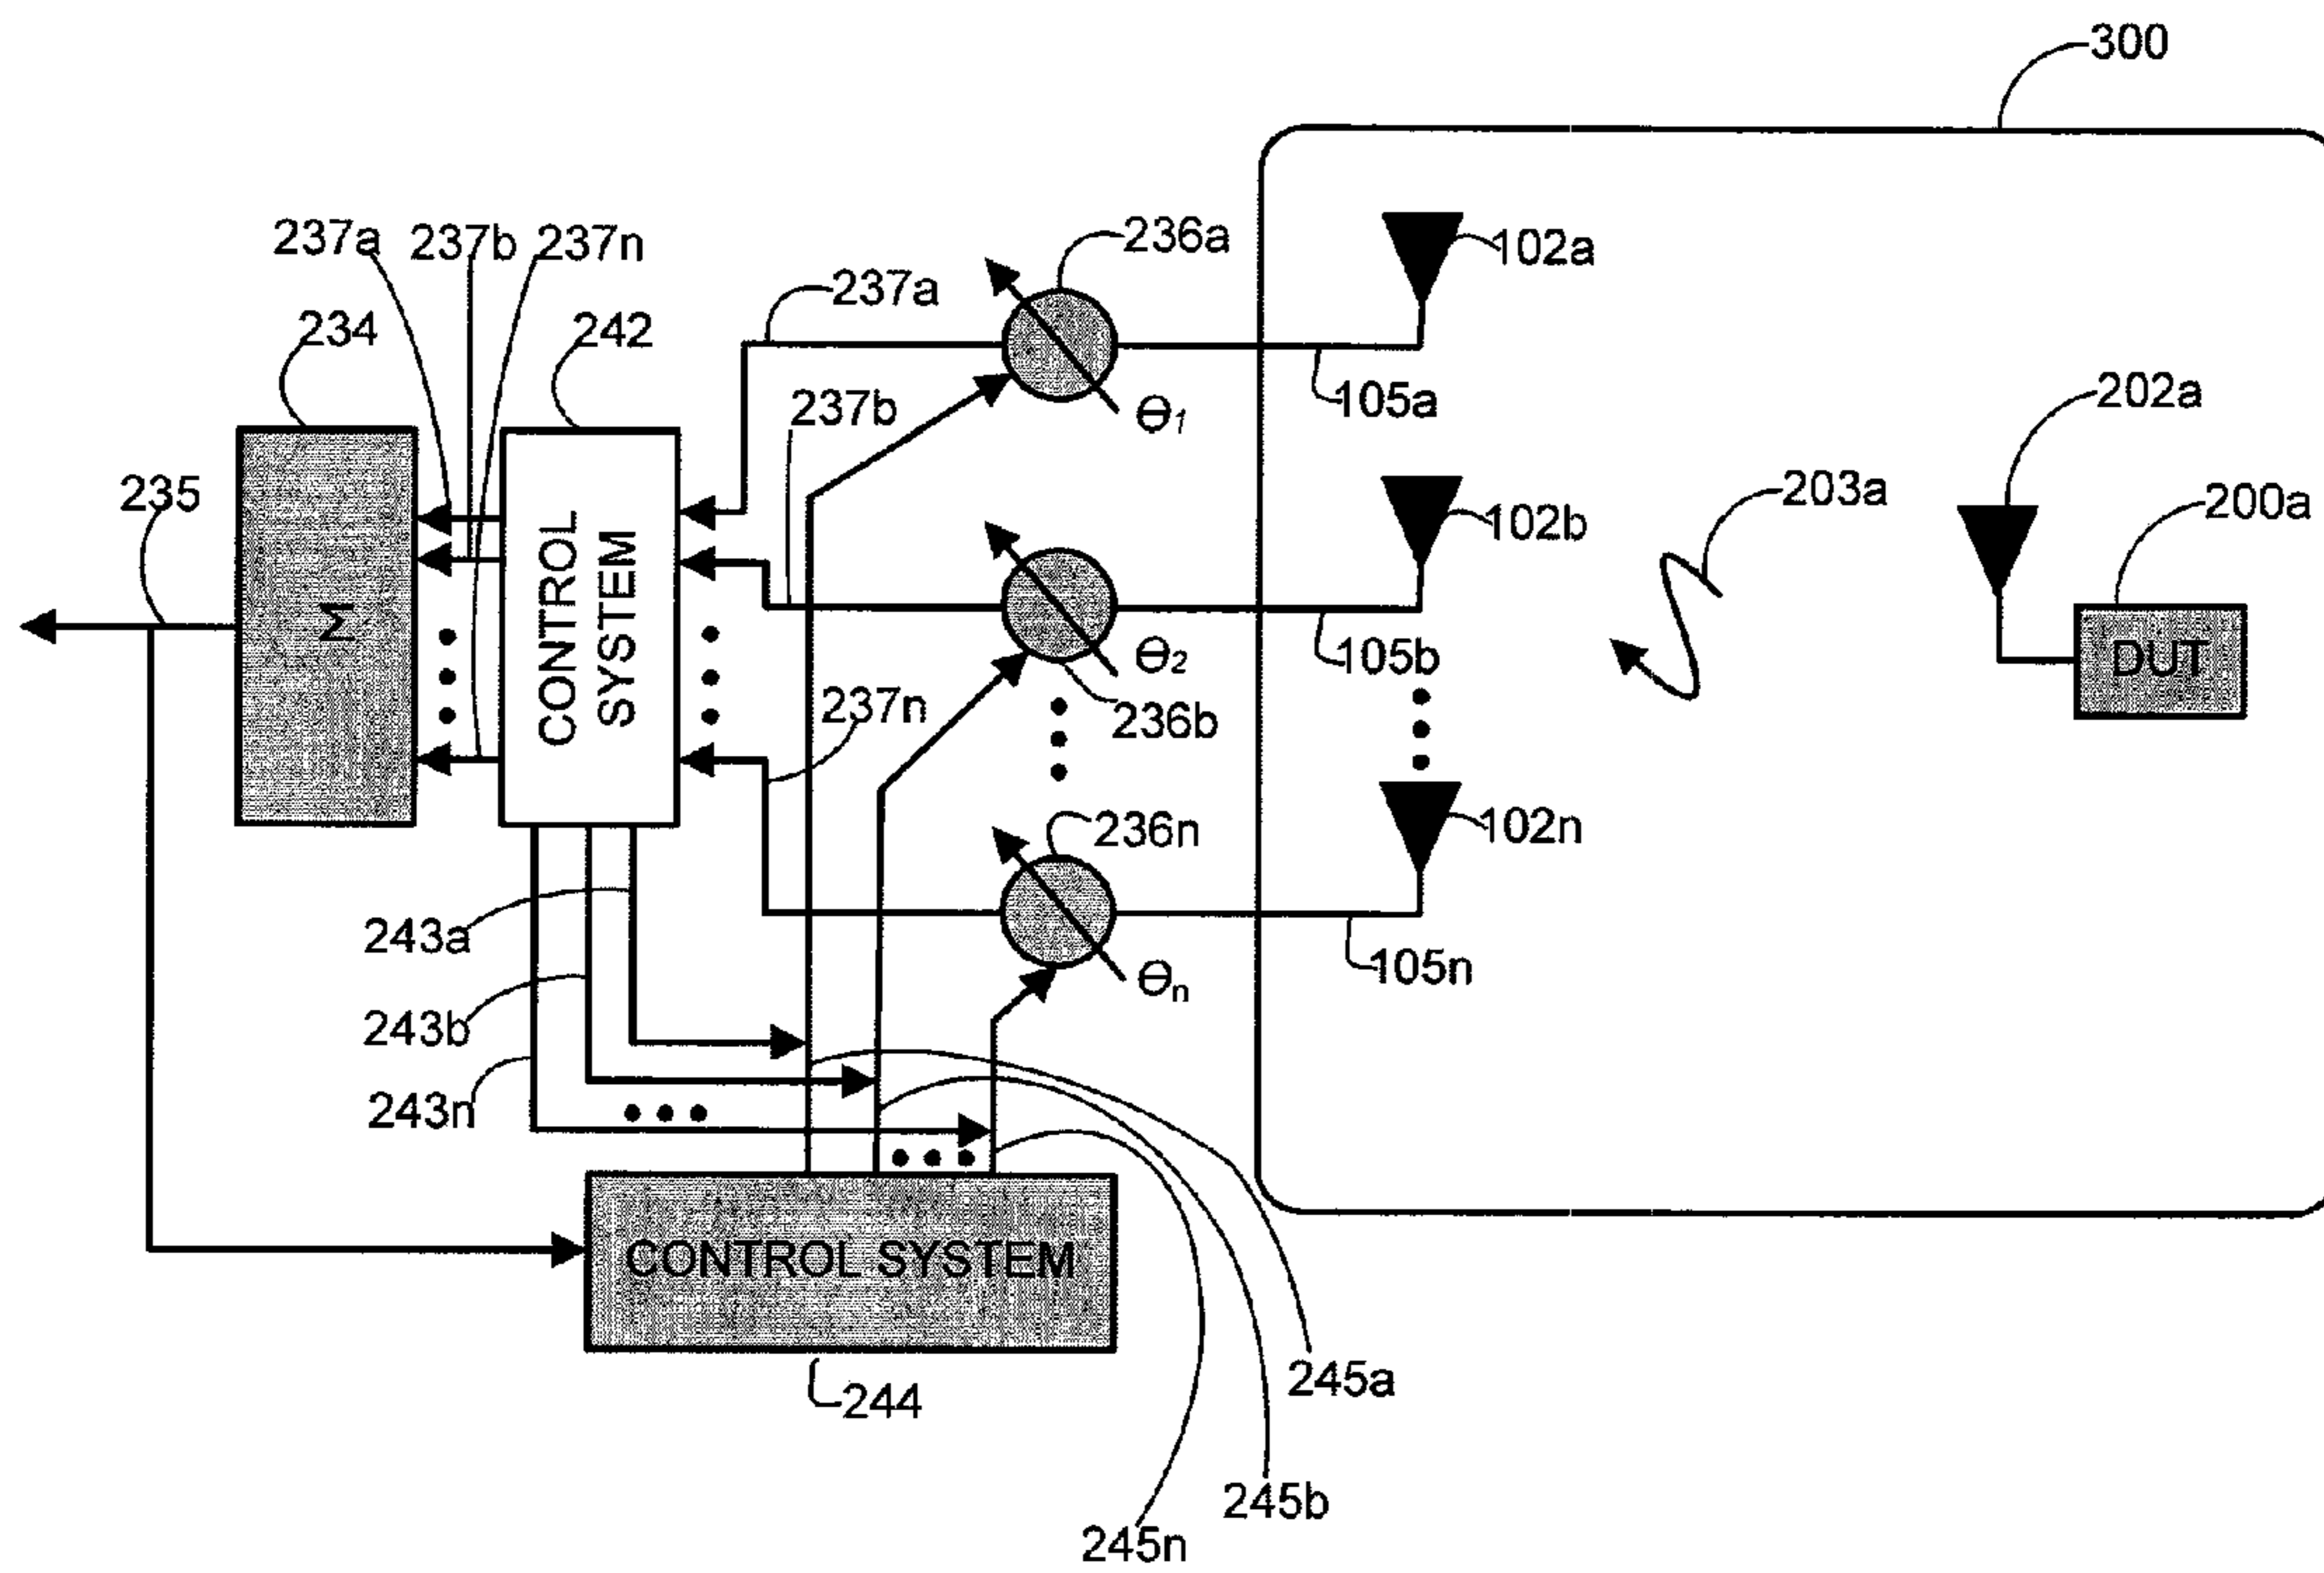 300
237a 237b 237n
236a
102a
237a
234
242
105a
Θ1
202a
237b
235
203a
200a
102b
CONTROL
SYSTEM
Σ
Θ2
105b
DUT
237n
236b
236n
102n
243a
105n
Θn
243b
243n
CONTROL SYSTEM
245a
244
245b
245n